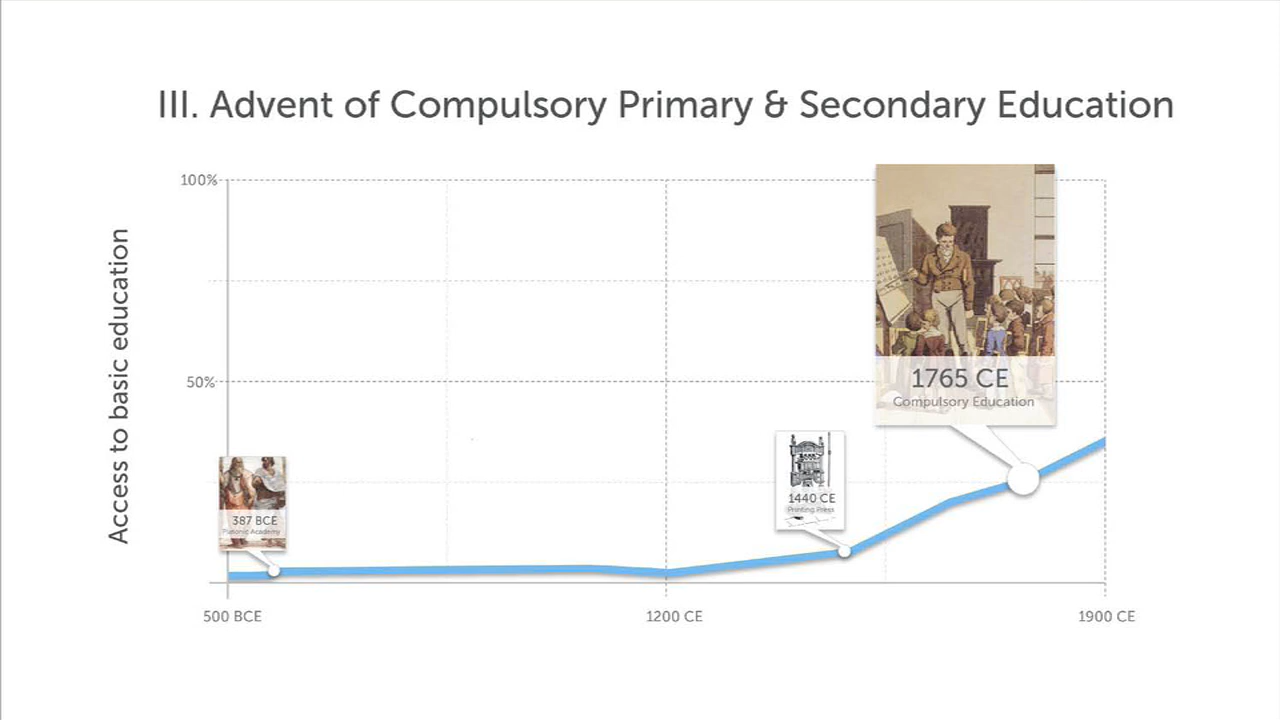 III. Advent of Compulsory Primary & Secondary Education
100%
50%
Access to basic education
1765 CE
Compulsory Education
1440 CE
Printing Press
387 BCE
Platonic Academy
500 BCE
1200 CE
1900 CE